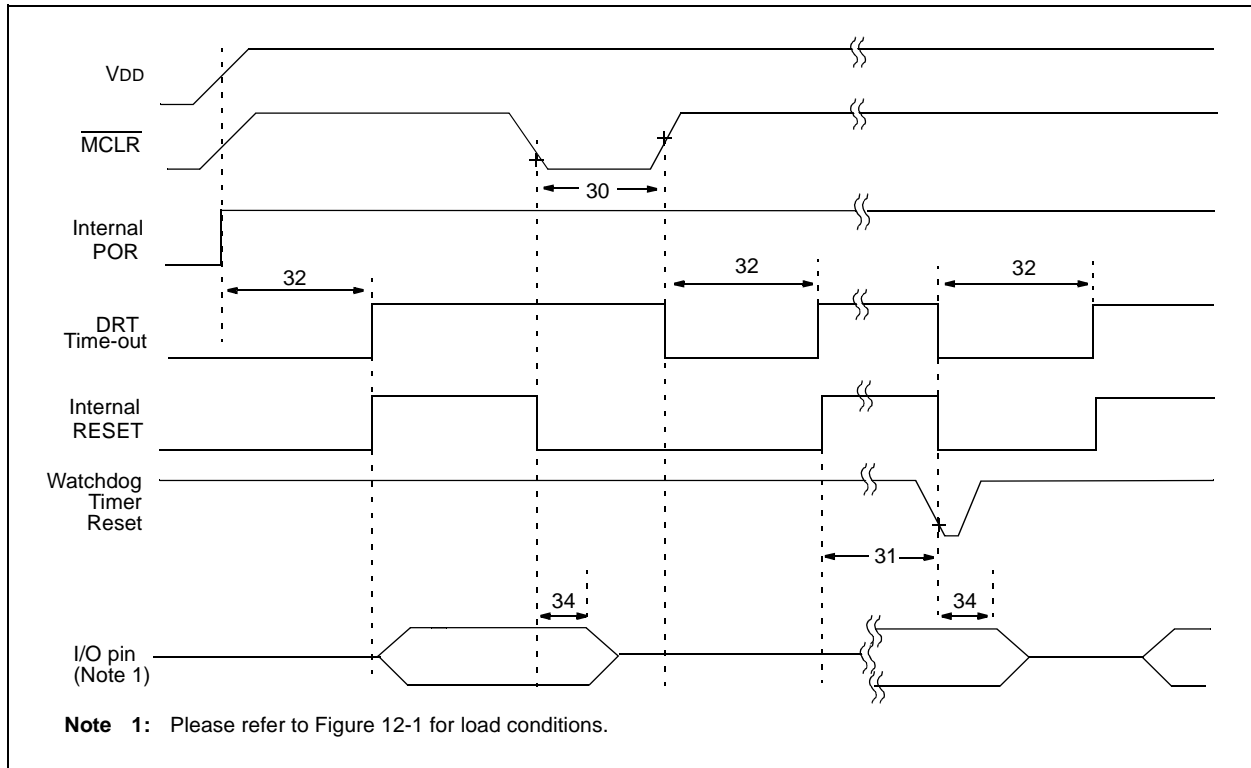 VDD
MCLR
30
Internal
POR
32
32
32
DRT
Time-out
Internal
RESET
Watchdog
Timer
Reset
31
34
34
I/O pin
(Note 1)
Note 1: Please refer to Figure 12-1 for load conditions.